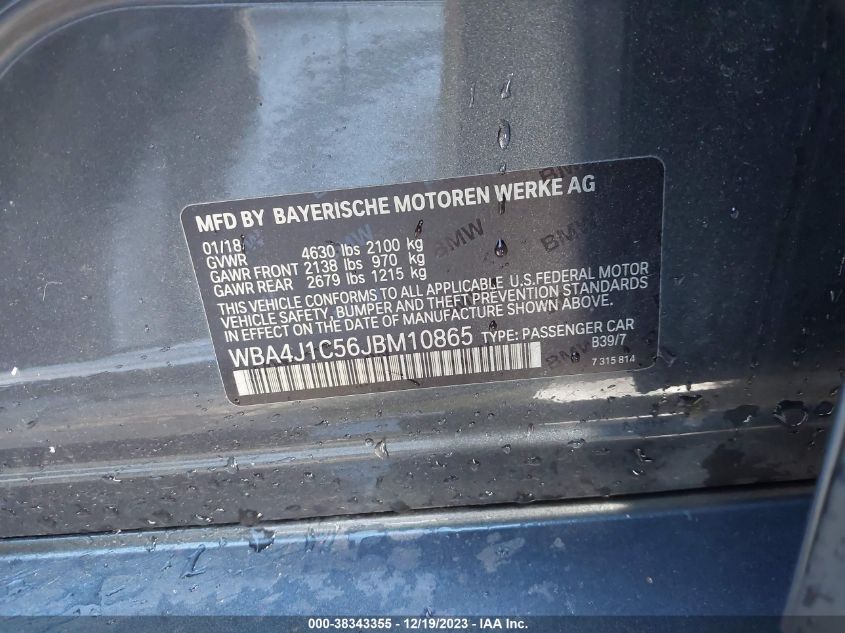 MFD BY BAYERISCHE MOTOREN WERKE AG
01/18
GVWR 4630 lbs 2100 kg
GAWR FRONT 2138 lbs 970 kg
GAWR REAR 2679 lbs 1215 kg
THIS VEHICLE CONFORMS TO ALL APPLICABLE U.S.FEDERAL MOTOR
VEHICLE SAFETY, BUMPER AND THEFT PREVENTION STANDARDS
IN EFFECT ON THE DATE OF MANUFACTURE SHOWN ABOVE.
WBA4J1C56JBM10865 TYPE: PASSENGER CAR
B39/7
7 315 814
BMW
BMW
BMW
000-38343355 - 12/19/2023 - IAA Inc.